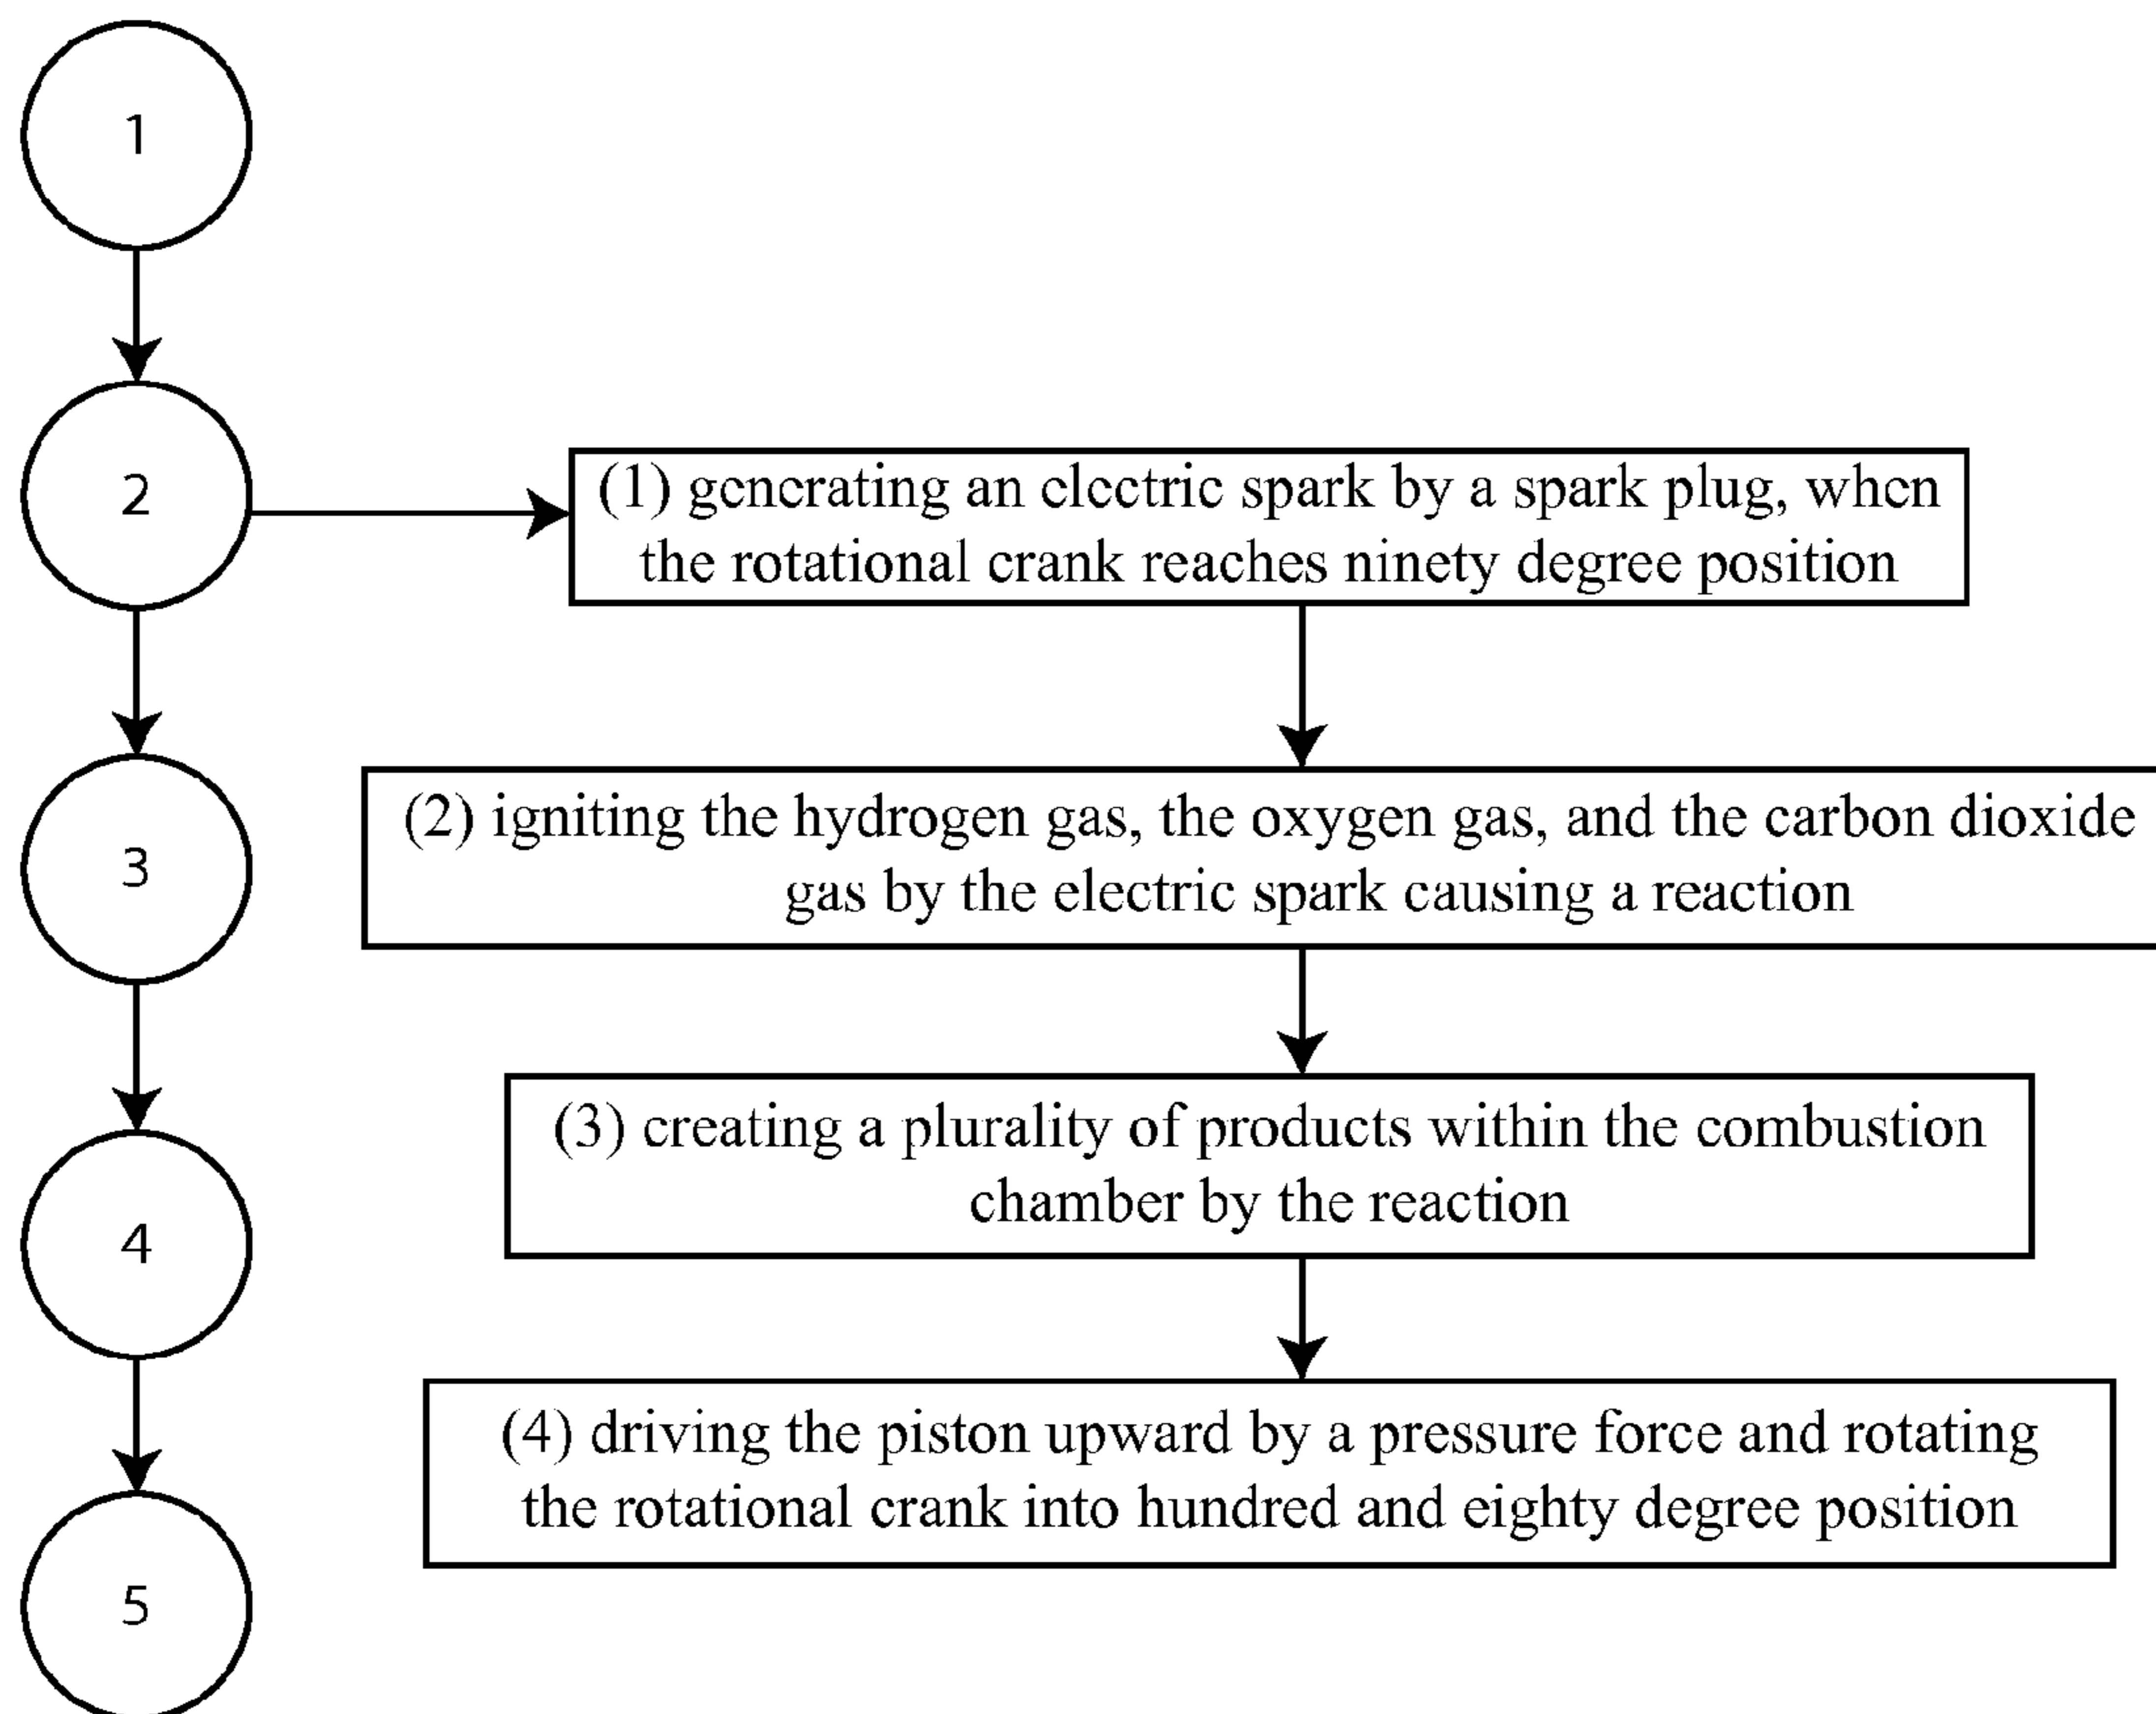 1
2
(1) generating an electric spark by a spark plug, when
the rotational crank reaches ninety degree position
3
(2) igniting the hydrogen gas, the oxygen gas, and the carbon dioxide
gas by the electric spark causing a reaction
4
(3) creating a plurality of products within the combustion
chamber by the reaction
(4) driving the piston upward by a pressure force and rotating
the rotational crank into hundred and eighty degree position
5